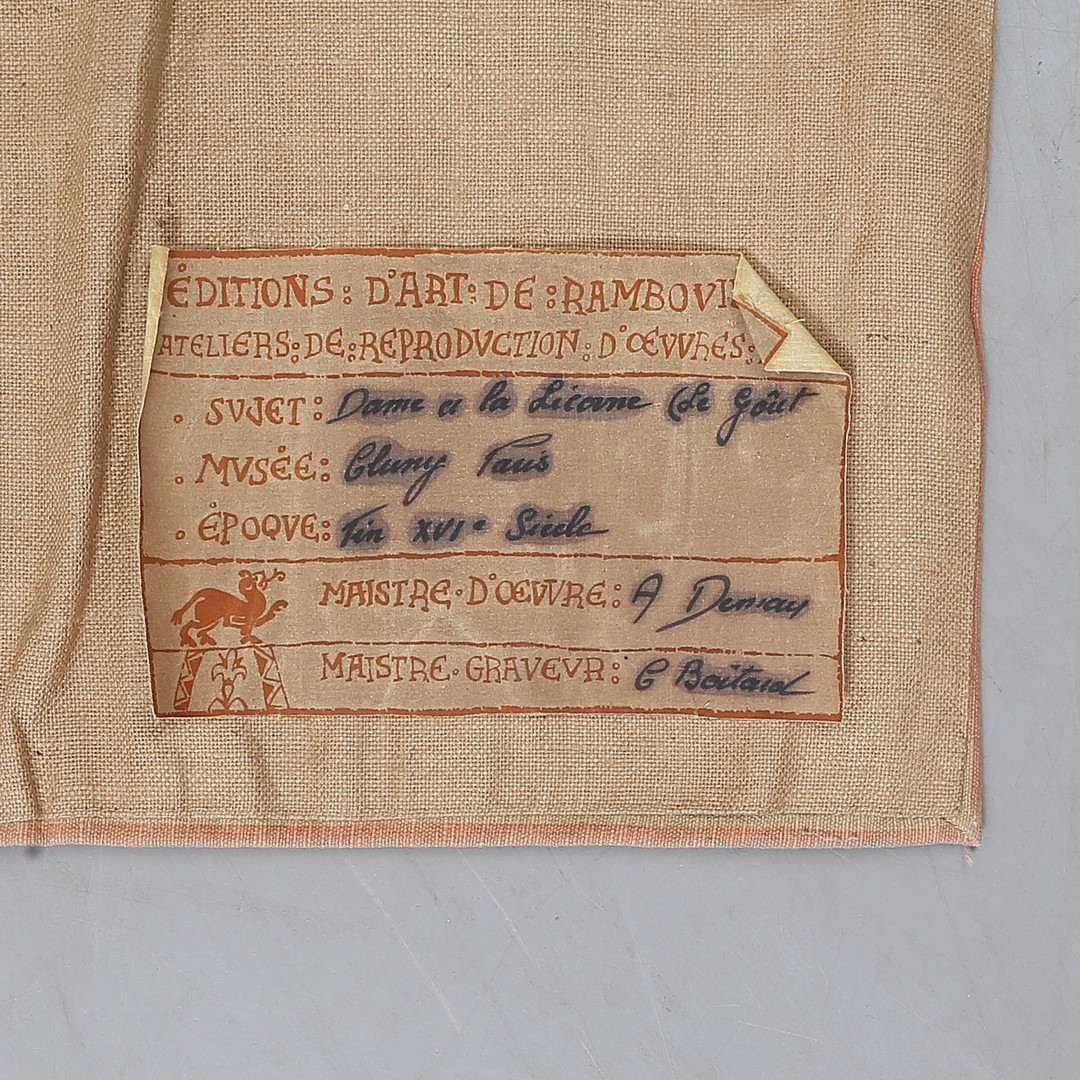 ÉDITIONS : D'ART : DE : RAMBOVI
ATELIERS : DE : REPRODVCTION : D'ŒVVRES :
. SVJET : Dame a la Licorne (Le Goût
. MVSÉE : Cluny Paris
. ÉPOQVE : Fin XVIe Siècle
MAISTRE · D'ŒVVRE : A
MAISTRE · GRAVEVR : G Boitard